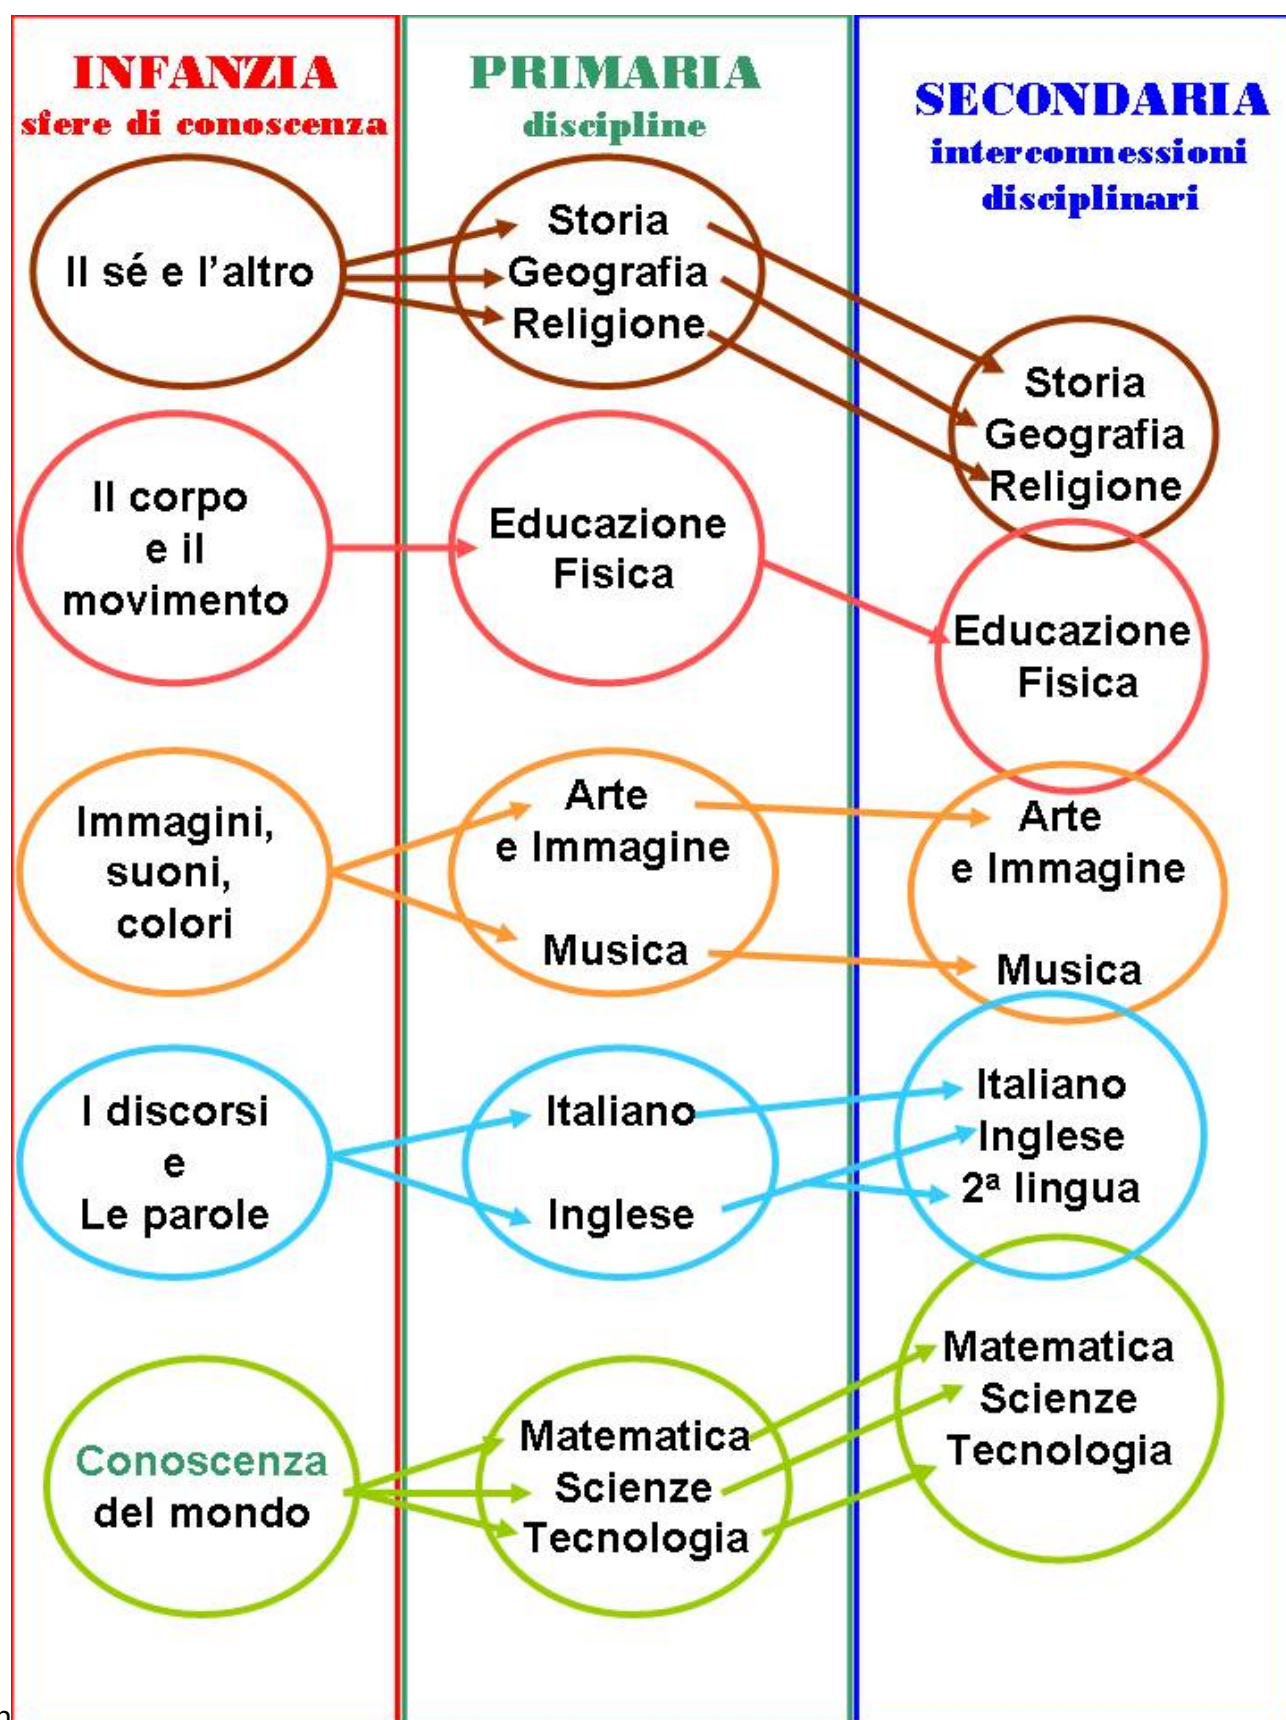 INFANZIA
sfere di conoscenza
Il sé e l'altro
Il corpo
e il
movimento
Immagini,
suoni,
colori
I discorsi
e
Le parole
Conoscenza
del mondo
PRIMARIA
discipline
Storia
Geografia
Religione
Educazione
Fisica
Arte
e Immagine
Musica
Italiano
Inglese
Matematica
Scienze
Tecnologia
SECONDARIA
interconnessioni
disciplinari
Storia
Geografia
Religione
Educazione
Fisica
Arte
e Immagine
Musica
Italiano
Inglese
2ª lingua
Matematica
Scienze
Tecnologia